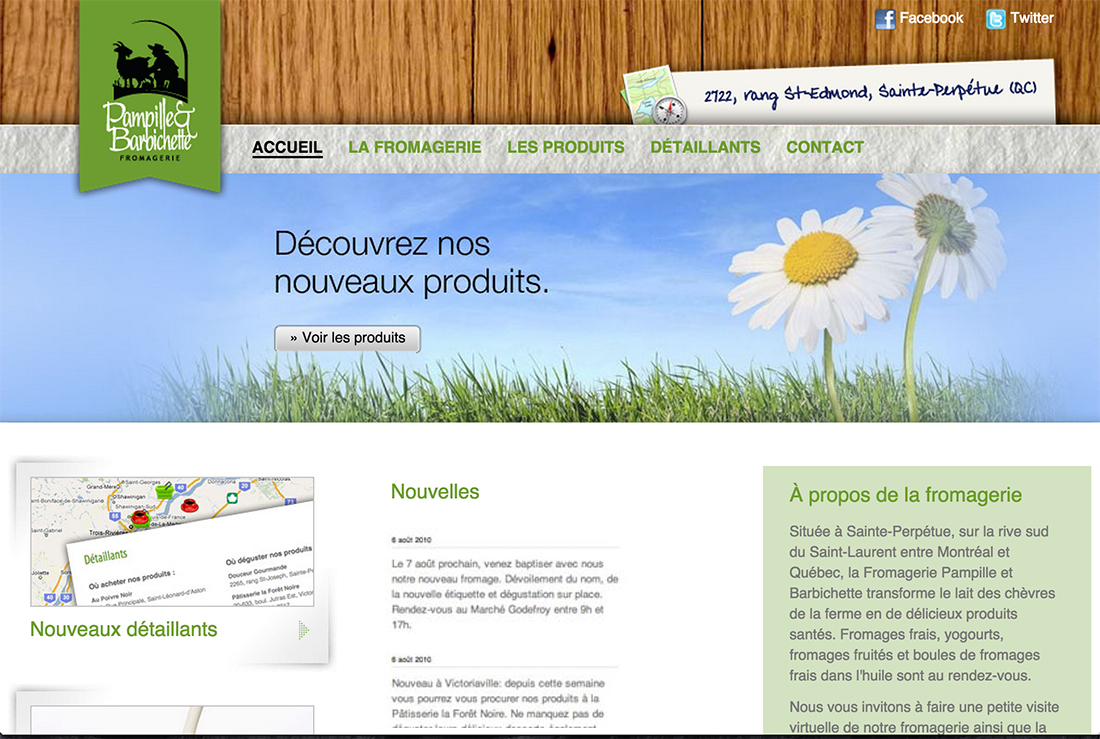 Facebook
Twitter
2722, rang St-Edmond, Sainte-Perpétue (QC)
Pampille &
Barbichette
FROMAGERIE
ACCUEIL
LA FROMAGERIE
LES PRODUITS
DÉTAILLANTS
CONTACT
Découvrez nos
nouveaux produits.
» Voir les produits
Saint-Georges
Grand-Mère
Shawinigan
Shawinigan-Sud
Trois-Rivières
Détaillants
Où acheter nos produits :
Au Poivre Noir
Rue Principale, Saint-Léonard-d'Aston
Où déguster nos produits
Douceur Gourmande
2265, rang St-Joseph, Sainte-Pe
Pâtisserie la Forêt Noire
Nouveaux détaillants
Nouvelles
6 août 2010
Le 7 août prochain, venez baptiser avec nous
notre nouveau fromage. Dévoilement du nom, de
la nouvelle étiquette et dégustation sur place.
Rendez-vous au Marché Godefroy entre 9h et
17h.
6 août 2010
Nouveau à Victoriaville: depuis cette semaine
vous pourrez vous procurer nos produits à la
Pâtisserie la Forêt Noire. Ne manquez pas de
À propos de la fromagerie
Située à Sainte-Perpétue, sur la rive sud
du Saint-Laurent entre Montréal et
Québec, la Fromagerie Pampille et
Barbichette transforme le lait des chèvres
de la ferme en de délicieux produits
santés. Fromages frais, yogourts,
fromages fruités et boules de fromages
frais dans l'huile sont au rendez-vous.
Nous vous invitons à faire une petite visite
virtuelle de notre fromagerie ainsi que la